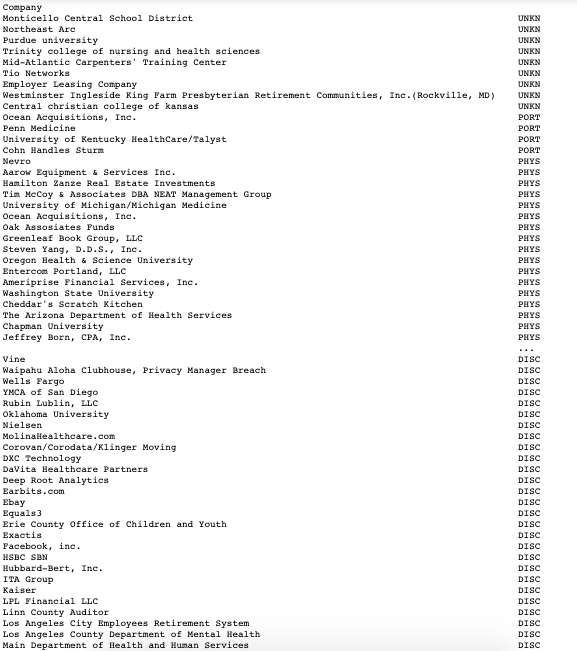 Company
Monticello Central School District UNKN
Northeast Arc UNKN
Purdue university UNKN
Trinity college of nursing and health sciences UNKN
Mid-Atlantic Carpenters' Training Center UNKN
Tio Networks UNKN
Employer Leasing Company UNKN
Westminster Ingleside King Farm Presbyterian Retirement Communities, Inc.(Rockville, MD) UNKN
Central christian college of kansas UNKN
Ocean Acquisitions, Inc. PORT
Penn Medicine PORT
University of Kentucky HealthCare/Talyst PORT
Cohn Handles Sturm PORT
Nevro PHYS
Aarow Equipment & Services Inc. PHYS
Hamilton Zanze Real Estate Investments PHYS
Tim McCoy & Associates DBA NEAT Management Group PHYS
University of Michigan/Michigan Medicine PHYS
Ocean Acquisitions, Inc. PHYS
Oak Assosiates Funds PHYS
Greenleaf Book Group, LLC PHYS
Steven Yang, D.D.S., Inc. PHYS
Oregon Health & Science University PHYS
Entercom Portland, LLC PHYS
Ameriprise Financial Services, Inc. PHYS
Washington State University PHYS
Cheddar's Scratch Kitchen PHYS
The Arizona Department of Health Services PHYS
Chapman University PHYS
Jeffrey Born, CPA, Inc. PHYS
...
Vine DISC
Waipahu Aloha Clubhouse, Privacy Manager Breach DISC
Wells Fargo DISC
YMCA of San Diego DISC
Rubin Lublin, LLC DISC
Oklahoma University DISC
Nielsen DISC
MolinaHealthcare.com DISC
Corovan/Corodata/Klinger Moving DISC
DXC Technology DISC
DaVita Healthcare Partners DISC
Deep Root Analytics DISC
Earbits.com DISC
Ebay DISC
Equals3 DISC
Erie County Office of Children and Youth DISC
Exactis DISC
Facebook, inc. DISC
HSBC SBN DISC
Hubbard-Bert, Inc. DISC
ITA Group DISC
Kaiser DISC
LPL Financial LLC DISC
Linn County Auditor DISC
Los Angeles City Employees Retirement System DISC
Los Angeles County Department of Mental Health DISC
Main Department of Health and Human Services DISC